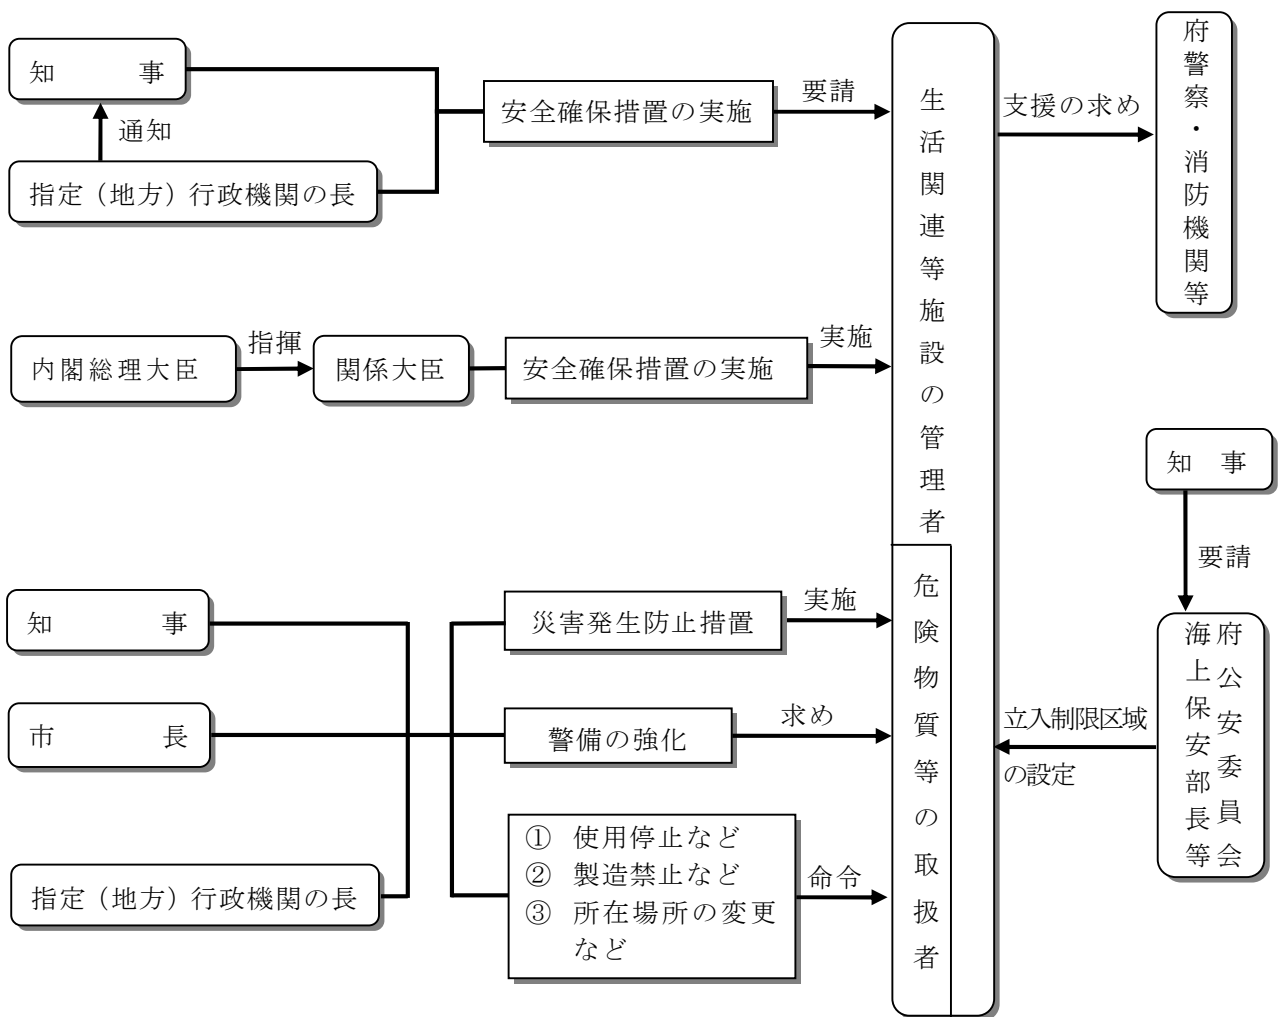 知　事
通知
指定（地方）行政機関の長
安全確保措置の実施
要請
内閣総理大臣
指揮
関係大臣
安全確保措置の実施
実施
知　事
市　長
指定（地方）行政機関の長
災害発生防止措置
実施
警備の強化
求め
① 使用停止など
② 製造禁止など
③ 所在場所の変更
など
命令
生活関連等施設の管理者
危険物質等の取扱者
支援の求め
府警察・消防機関等
知　事
要請
府公安委員会
海上保安部長等
立入制限区域
の設定